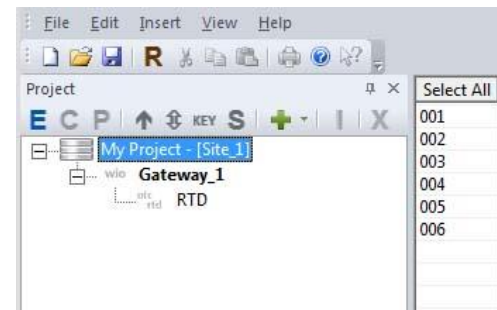 File Edit Insert View Help
R
Project
Select All
E C P KEY S I X
001
My Project - [Site_1]
002
wio Gateway_1
003
RTD
004
005
006